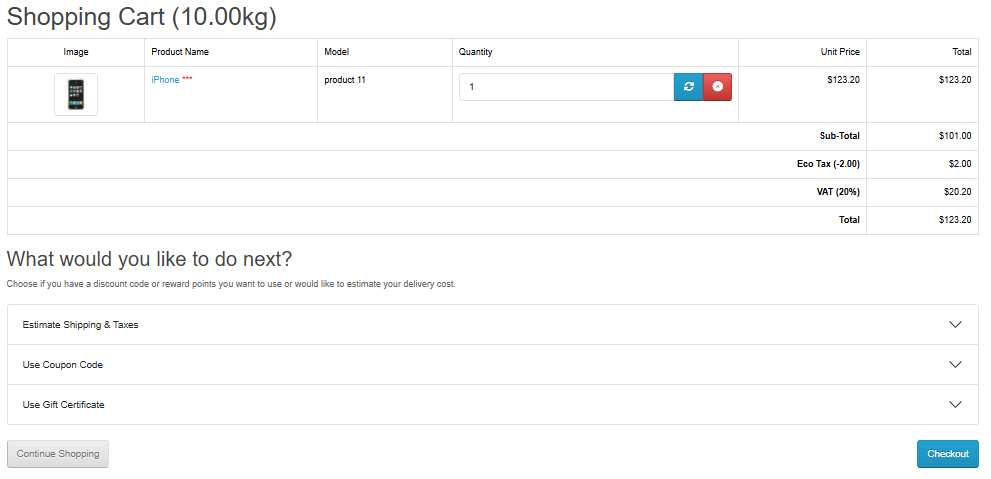 Shopping Cart (10.00kg)
Image Product Name Model Quantity Unit Price Total
iPhone *** product 11 1 $123.20 $123.20
Sub-Total $101.00
Eco Tax (-2.00) $2.00
VAT (20%) $20.20
Total $123.20
What would you like to do next?
Choose if you have a discount code or reward points you want to use or would like to estimate your delivery cost.
Estimate Shipping & Taxes
Use Coupon Code
Use Gift Certificate
Continue Shopping Checkout